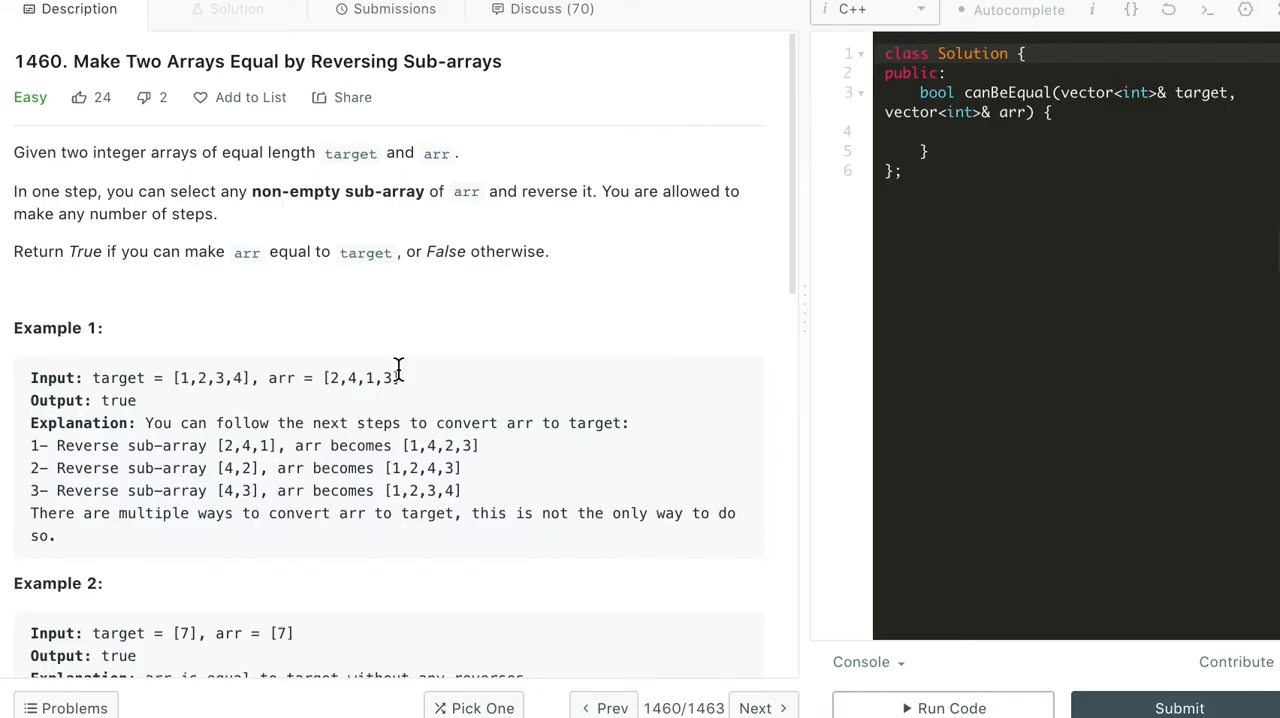 Description
Solution
Submissions
Discuss (70)
1460. Make Two Arrays Equal by Reversing Sub-arrays
Easy 24 2 Add to List Share
Given two integer arrays of equal length target and arr.
In one step, you can select any non-empty sub-array of arr and reverse it. You are allowed to
make any number of steps.
Return True if you can make arr equal to target, or False otherwise.
Example 1:
Input: target = [1,2,3,4], arr = [2,4,1,3]
Output: true
Explanation: You can follow the next steps to convert arr to target:
1- Reverse sub-array [2,4,1], arr becomes [1,4,2,3]
2- Reverse sub-array [4,2], arr becomes [1,2,4,3]
3- Reverse sub-array [4,3], arr becomes [1,2,3,4]
There are multiple ways to convert arr to target, this is not the only way to do
so.
Example 2:
Input: target = [7], arr = [7]
Output: true
Explanation: arr is equal to target without any reverses.
Problems
Pick One
Prev
1460/1463
Next
i C++
Autocomplete
i {}
1 class Solution {
2 public:
3 bool canBeEqual(vector<int>& target,
vector<int>& arr) {
4
5 }
6 };
Console
Contribute
Run Code
Submit